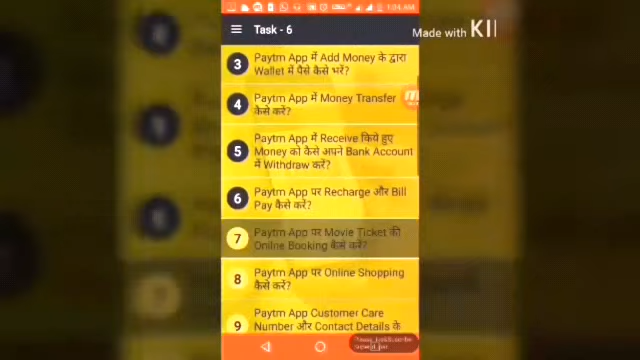 1:04 AM
Task - 6
Made with KI
3 Paytm App में Add Money के द्वारा
Wallet में पैसे कैसे भरें?
4 Paytm App में Money Transfer
कैसे करें?
5 Paytm App में Receive किये हुए
Money को कैसे अपने Bank Account
में Withdraw करें?
6 Paytm App पर Recharge और Bill
Pay कैसे करें?
7 Paytm App पर Movie Ticket की
Online Booking कैसे करें?
8 Paytm App पर Online Shopping
कैसे करें?
9 Paytm App Customer Care
Number और Contact Details के